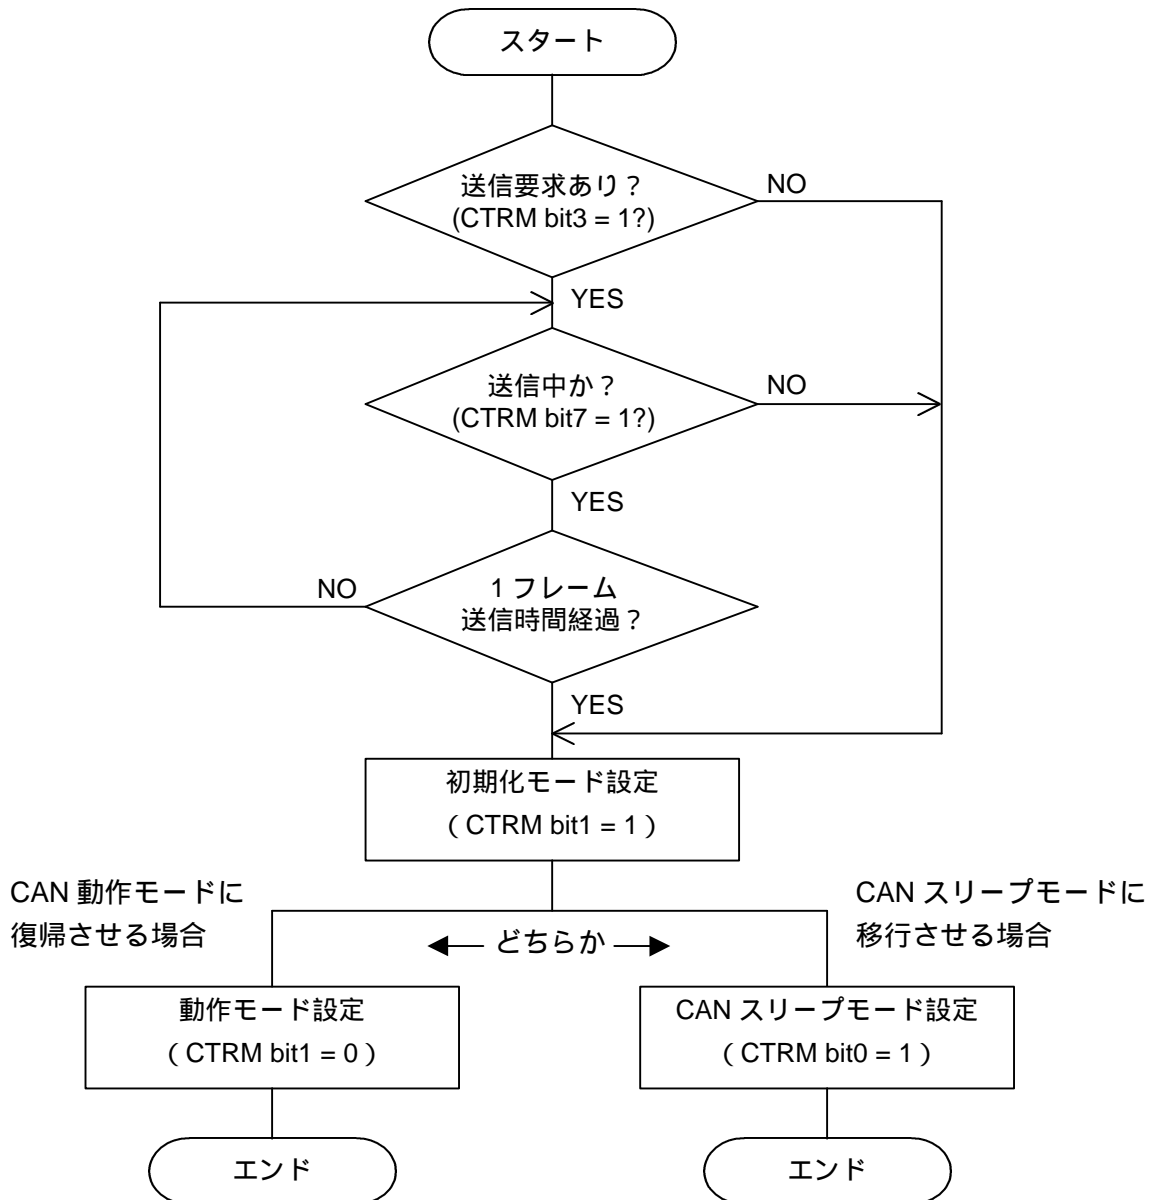 スタート
送信要求あり？
(CTRM bit3 = 1?)
NO
YES
送信中か？
(CTRM bit7 = 1?)
NO
YES
NO
1 フレーム
送信時間経過？
YES
初期化モード設定
（ CTRM bit1 = 1 ）
CAN 動作モードに
復帰させる場合
どちらか
CAN スリープモードに
移行させる場合
動作モード設定
（ CTRM bit1 = 0 ）
CAN スリープモード設定
（ CTRM bit0 = 1 ）
エンド
エンド